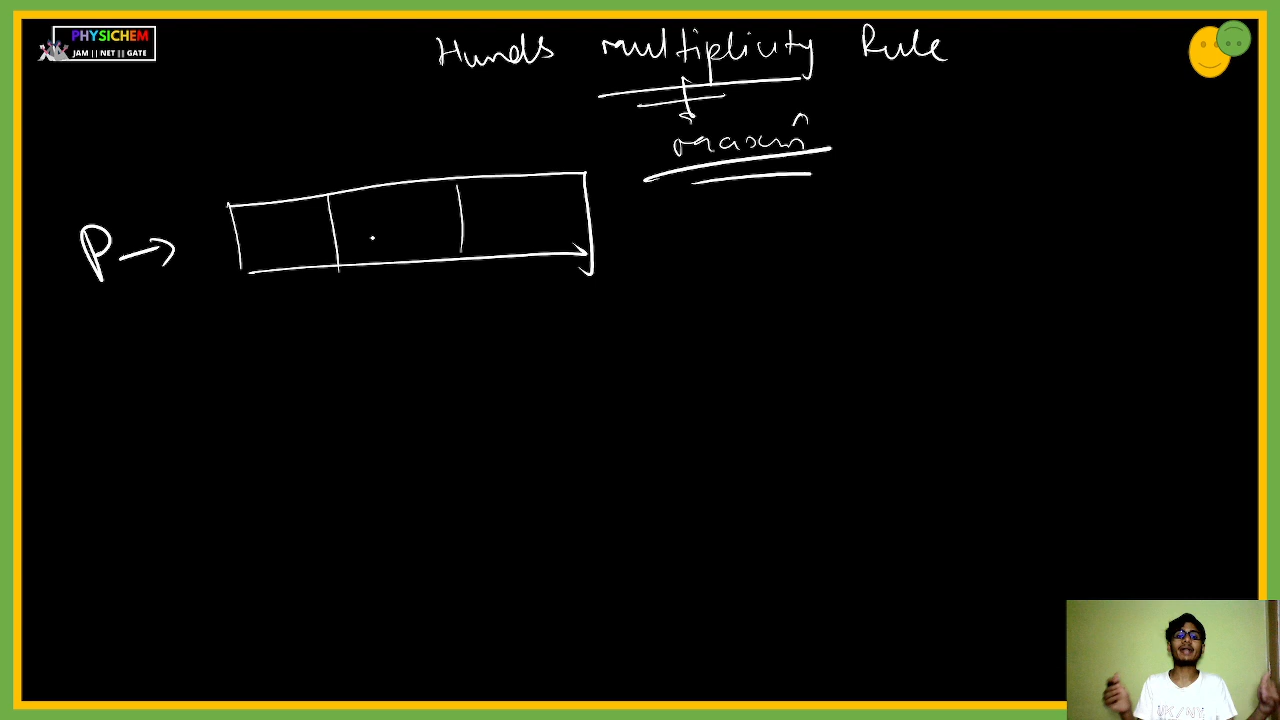 PHYSICHEM
JAM || NET || GATE
Hunds multiplicity Rule
P →